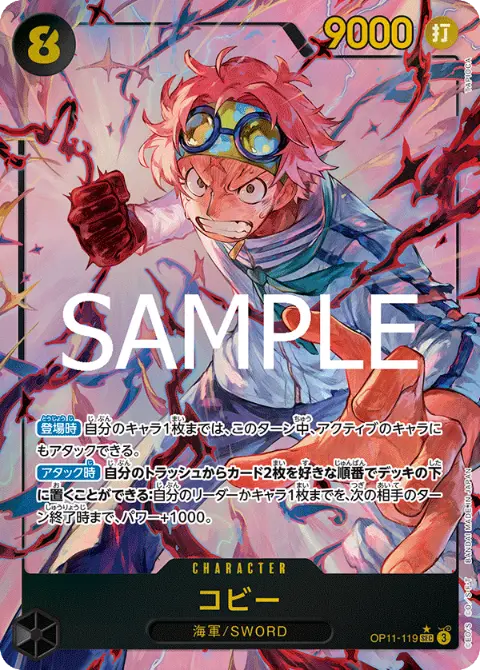 8
9000 打
TAPIOCA
SAMPLE
登場時 自分のキャラ1枚までは、このターン中、アクティブのキャラに
もアタックできる。
アタック時 自分のトラッシュからカード2枚を好きな順番でデッキの下
に置くことができる:自分のリーダーかキャラ1枚までを、次の相手のター
ン終了時まで、パワー+1000。
CHARACTER
コビー
海軍/SWORD
OP11-119 SEC 3
BANDAI MADE IN JAPAN